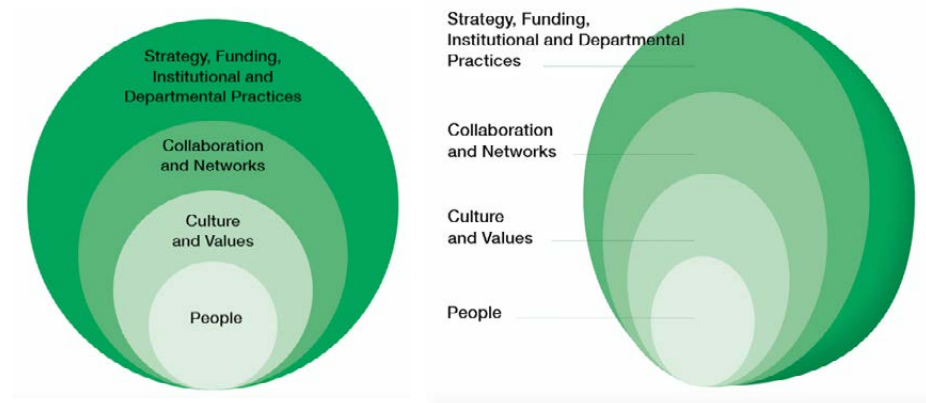 Strategy, Funding,
Institutional and
Departmental Practices
Collaboration
and Networks
Culture
and Values
People
Strategy, Funding,
Institutional and Departmental
Practices
Collaboration
and Networks
Culture
and Values
People